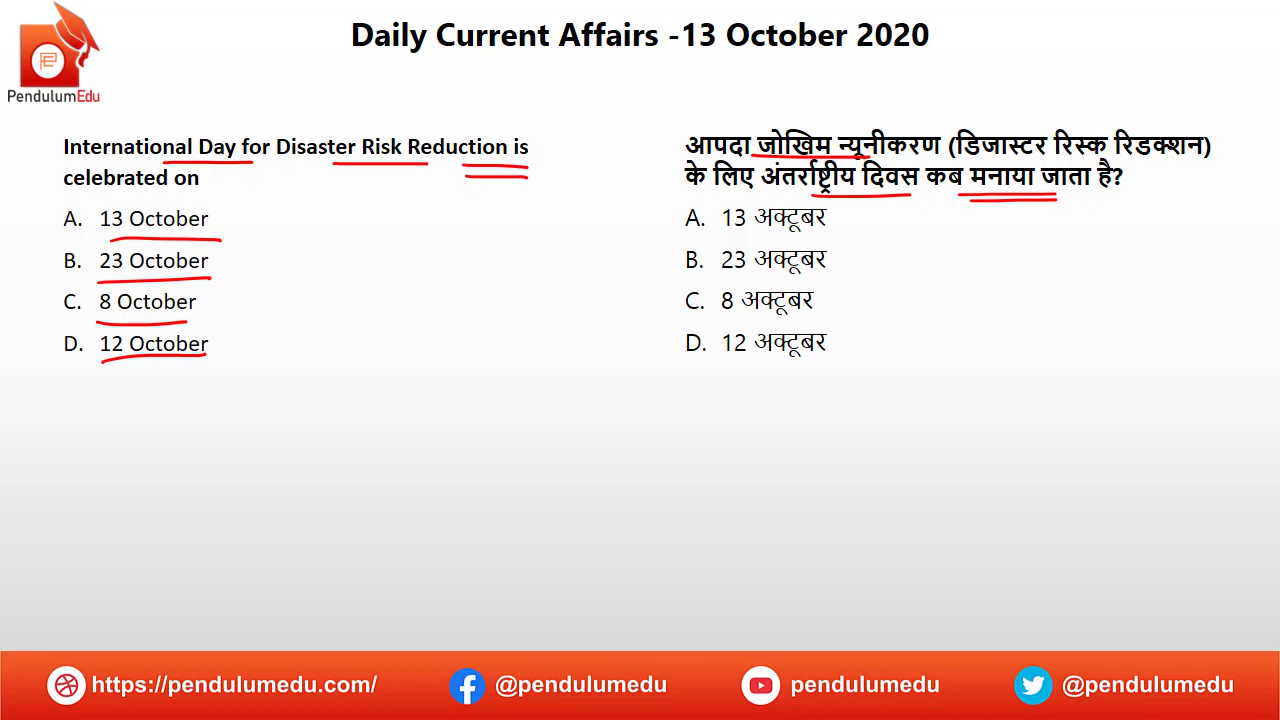 Daily Current Affairs -13 October 2020
PendulumEdu
International Day for Disaster Risk Reduction is
celebrated on
A. 13 October
B. 23 October
C. 8 October
D. 12 October
आपदा जोखिम न्यूनीकरण (डिजास्टर रिस्क रिडक्शन)
के लिए अंतर्राष्ट्रीय दिवस कब मनाया जाता है?
A. 13 अक्टूबर
B. 23 अक्टूबर
C. 8 अक्टूबर
D. 12 अक्टूबर
https://pendulumedu.com/
@pendulumedu
pendulumedu
@pendulumedu